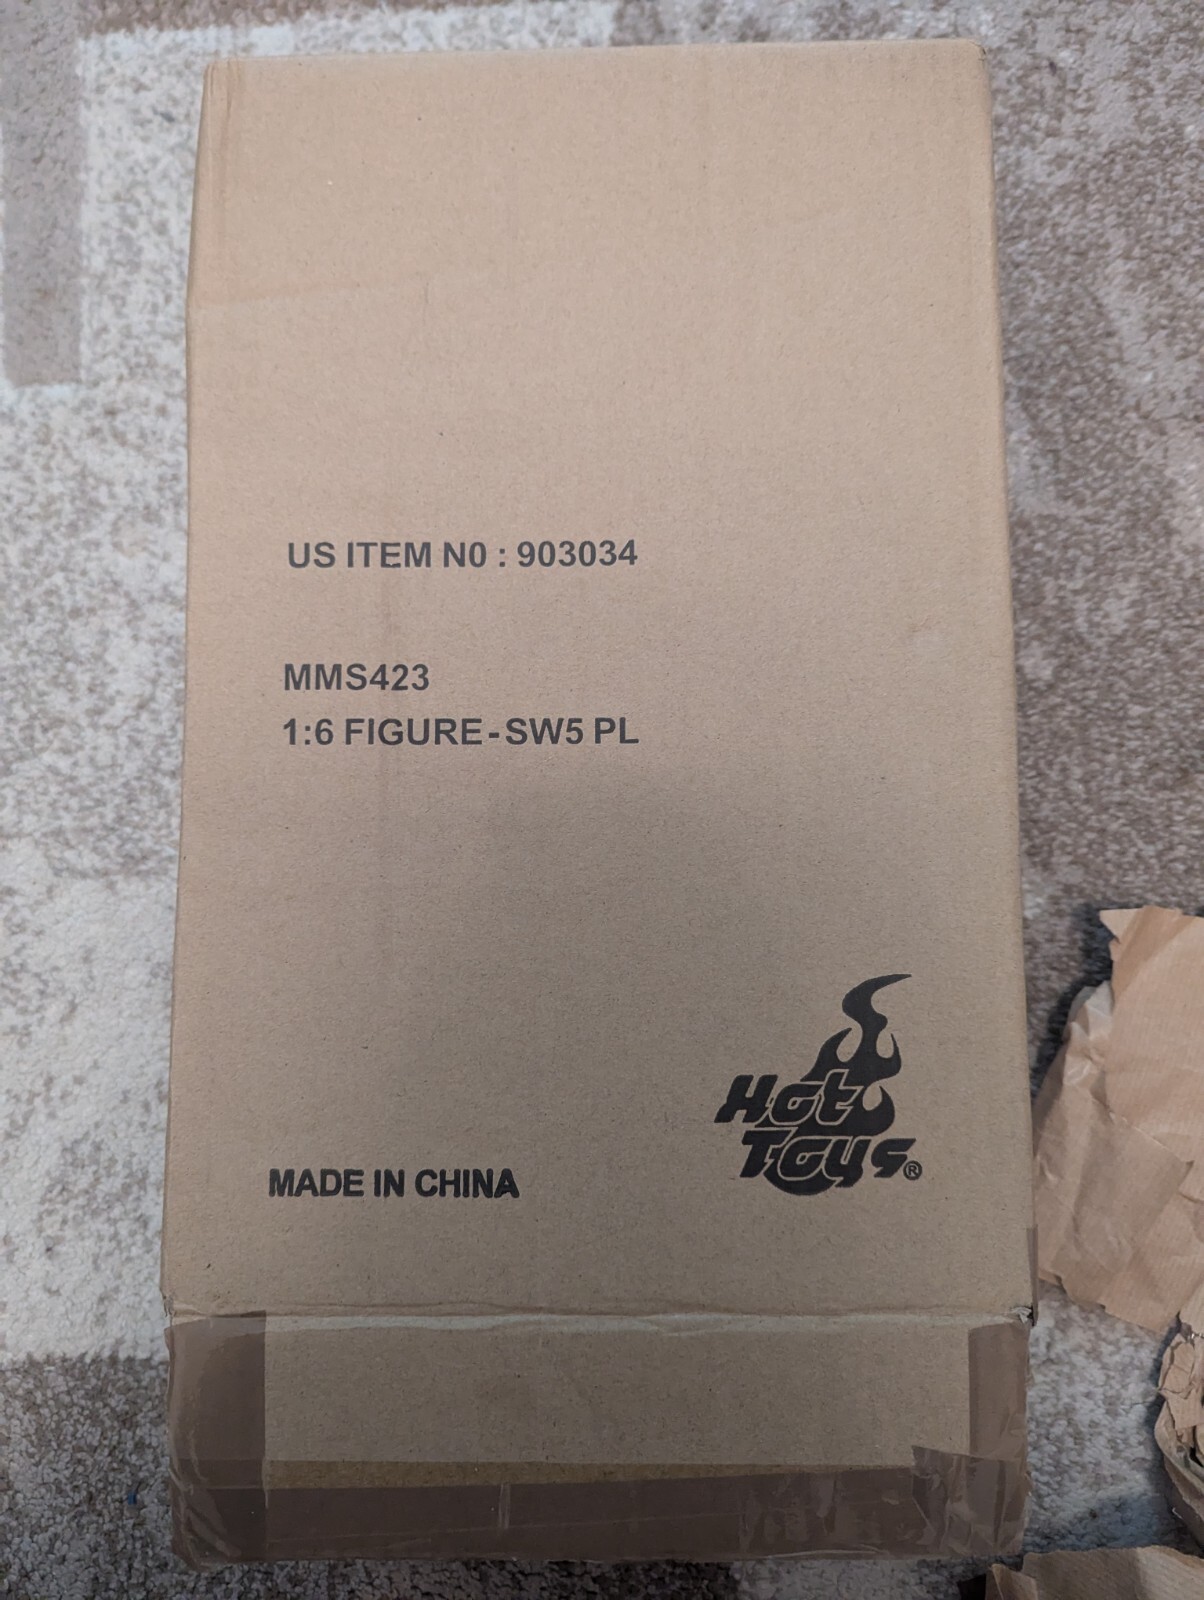 US ITEM N0 : 903034
MMS423
1:6 FIGURE-SW5 PL
Hot
Toys®
MADE IN CHINA